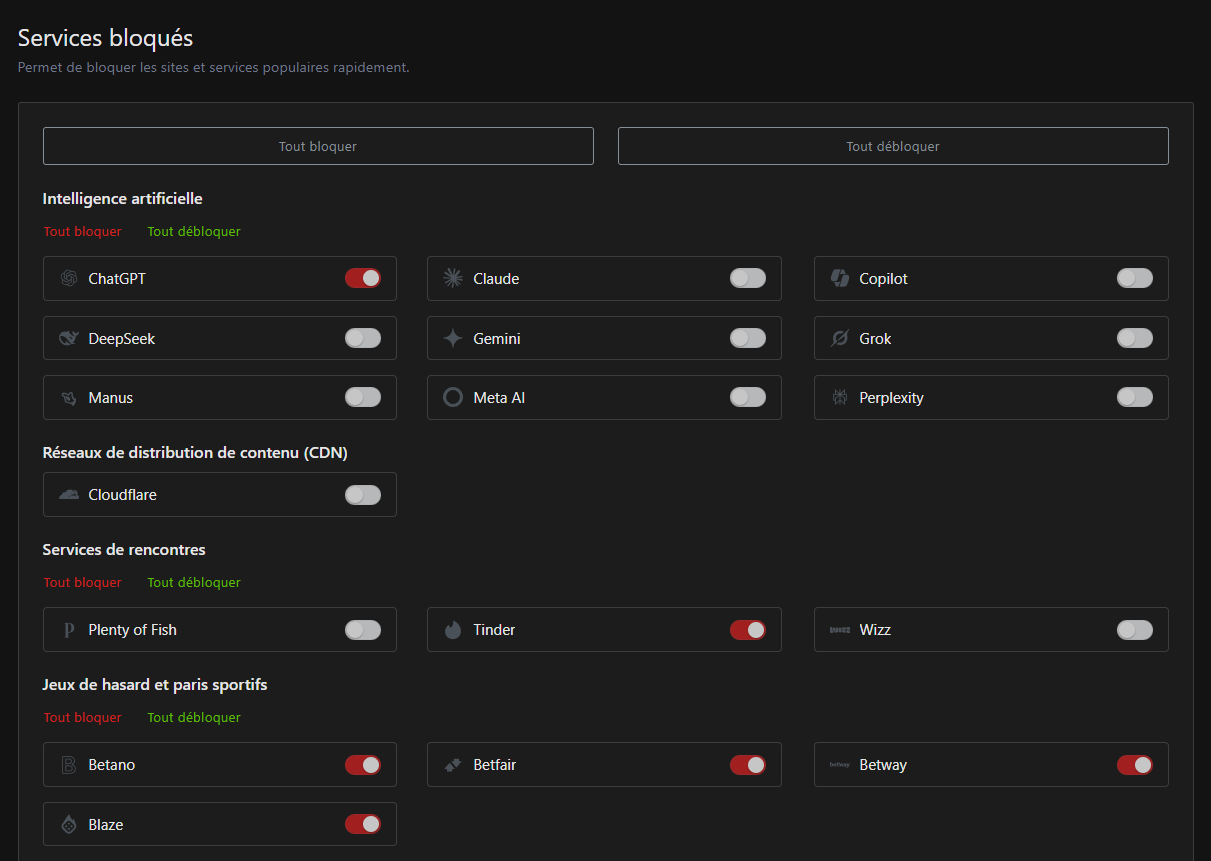 Services bloqués
Permet de bloquer les sites et services populaires rapidement.
Tout bloquer Tout débloquer
Intelligence artificielle
Tout bloquer Tout débloquer
ChatGPT Claude Copilot
DeepSeek Gemini Grok
Manus Meta AI Perplexity
Réseaux de distribution de contenu (CDN)
Cloudflare
Services de rencontres
Tout bloquer Tout débloquer
Plenty of Fish Tinder Wizz
Jeux de hasard et paris sportifs
Tout bloquer Tout débloquer
Betano Betfair betway Betway
Blaze